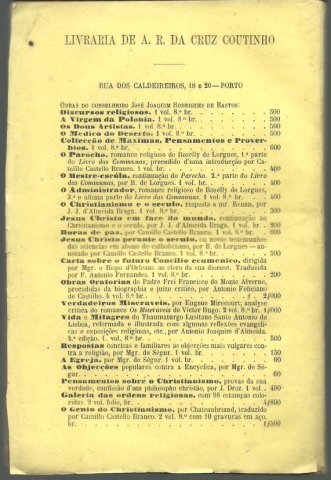 LIVRARIA DE A. R. DA CRUZ COUTINHO
RUA DOS CALDEIREIROS, 18 e 20—PORTO
OBRAS DO CONSELHEIRO JOSÉ JOAQUIM RODRIGUES DE BASTOS:
Discursos religiosos. 1 vol. 8.º br. 500
A Virgem da Polonia. 1 vol. 8.º br. 500
Os Dous Artistas. 1 vol. 8.º br. 500
O Medico do Deserto. 1 vol. 8.º br. 500
Collecção de Maximas, Pensamentos e Prover-
bios. 1 vol. 8.º br. 500
O Parocho, romance religioso de Roselly de Lorgues, 1.ª parte
do Livro das Communas, precedido d'uma introducção por Ca-
millo Castello Branco. 1 vol. br. 400
O Mestre-escóla, continuação do Parocho. 2.ª parte do Livro
das Communas, por R. de Lorgues. 1 vol. br. 400
O Administrador, romance religioso de Roselly de Lorgues,
3.ª e ultima parte do Livro das Communas. 1 vol. 8.º br. 400
O Christianismo e o seculo, resposta a mr. Renan, por
J. J. d'Almeida Braga. 1 vol. br. 300
Jesus Christo em face do mundo, continuação ao
Christianismo e o seculo, por J. J. d'Almeida Braga. 1 vol. br. 200
Horas de paz, por Camillo Castello Branco. 1 vol. 8.º br. 600
Jesus Christo perante o seculo, ou novos testemunhos
das sciencias em abono do catholicismo, por R. de Lorgues — an-
notado por Camillo Castello Branco. 1 vol. 8.º br. 500
Carta sobre o futuro Concilio ecumenico, dirigida
por Mgr. o Bispo d'Orleans ao clero da sua diocese. Traduzida
por F. Antonio Fernandes. 1 vol. 8.º br. 200
Obras Oratorias do Padre Frei Francisco do Monte Alverne,
precedidas da biographia e juizo critico, por Antonio Feliciano
de Castilho. 4 vol. 8.º br. 2$000
Verdadeiros Miseraveis, por Eugene Mirecourt; analyse
critica do romance Os Miseraveis de Victor Hugo. 2 vol. 8.º br. 1$000
Vida e Milagres do Thaumaturgo Lusitano Santo Antonio de
Lisboa, reformada e illustrada com algumas reflexões evangeli-
cas e exposições religiosas, etc, por Antonio Joaquim d'Almeida.
4.ª edição. 1. vol. 8.º br. 500
Respostas concisas e familiares ás objecções mais vulgares con-
tra a religião, por Mgr. de Ségur. 1 vol. br. 150
A Egreja, por Mgr. de Ségur. 1 vol. br. 60
As Objecções populares contra a Encyclica, por Mgr. de
Ségur. 60
Pensamentos sobre o Christianismo, provas da sua
verdade, confissão d'um philosopho christão, por J. Droz. 1 vol. 400
Galeria das ordens religiosas, com 98 estampas colo-
ridas. 2 vol. folio, br. 4$800
O Genio do Christianismo, por Chateaubriand, traduzido
por Camillo Castello Branco. 2 vol. 8.º com 10 gravuras em aço,
br. 1$500